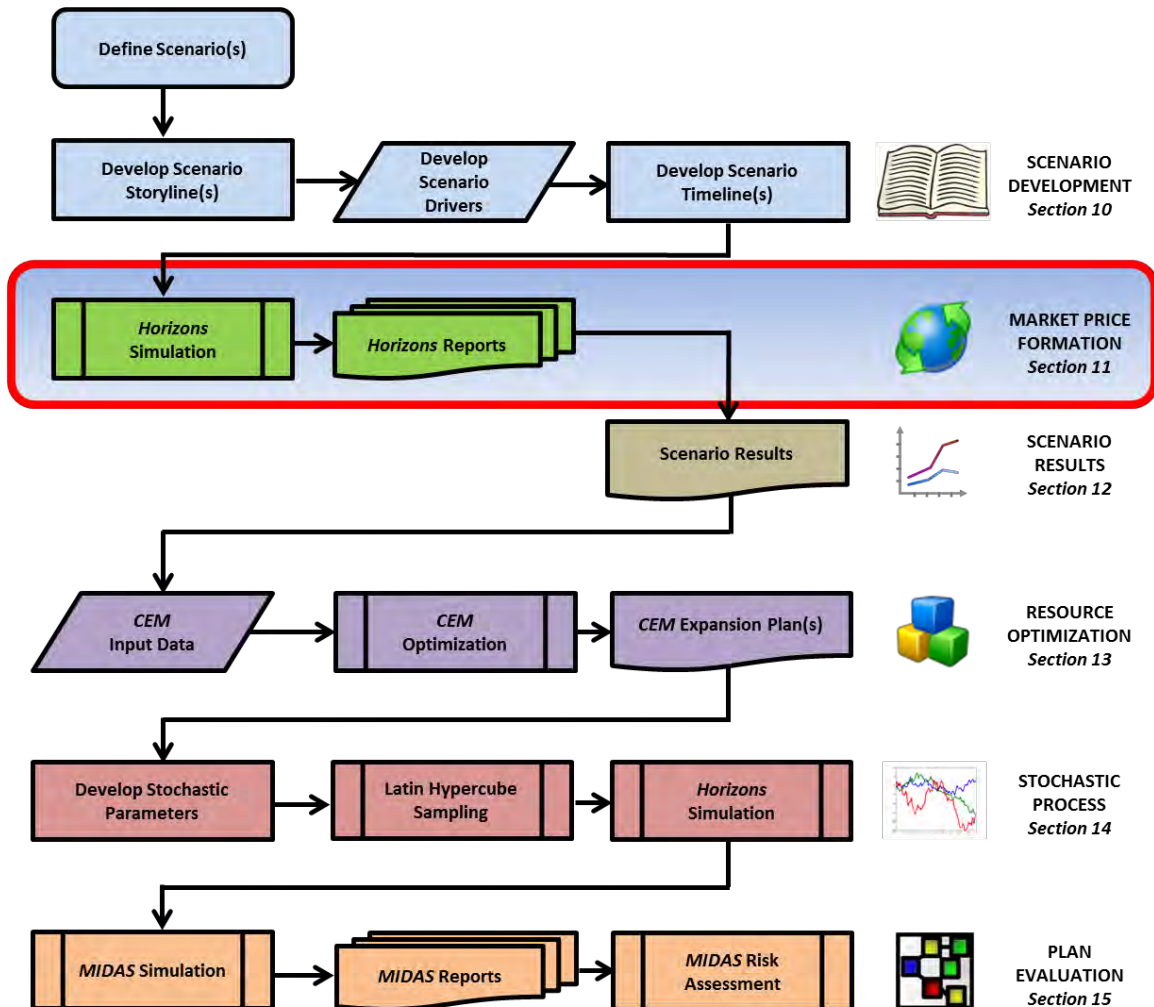 Define Scenario(s)
Develop Scenario
Storyline(s)
Develop
Scenario
Drivers
Develop Scenario
Timeline(s)
SCENARIO
DEVELOPMENT
Section 10
Horizons
Simulation
Horizons Reports
MARKET PRICE
FORMATION
Section 11
Scenario Results
SCENARIO
RESULTS
Section 12
CEM
Input Data
CEM
Optimization
CEM Expansion Plan(s)
RESOURCE
OPTIMIZATION
Section 13
Develop Stochastic
Parameters
Latin Hypercube
Sampling
Horizons
Simulation
STOCHASTIC
PROCESS
Section 14
MIDAS Simulation
MIDAS Reports
MIDAS Risk
Assessment
PLAN
EVALUATION
Section 15